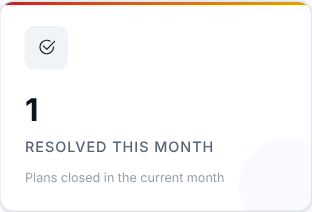 1
RESOLVED THIS MONTH
Plans closed in the current month